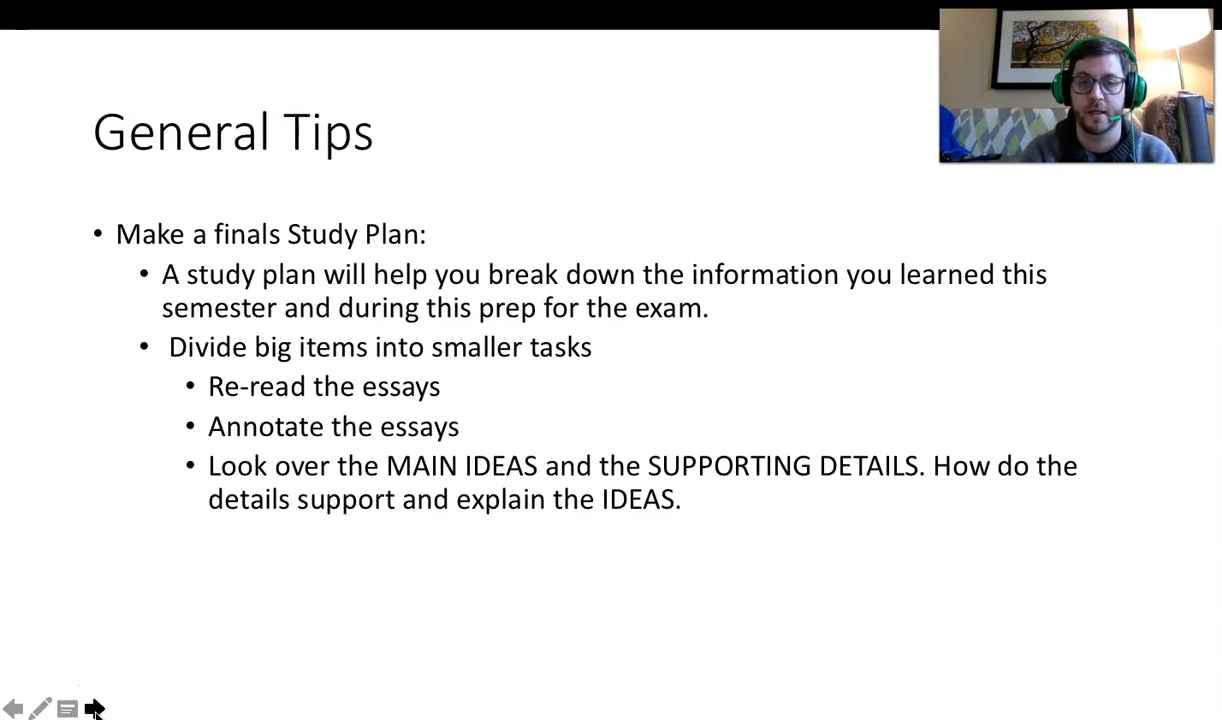 General Tips
• Make a finals Study Plan:
• A study plan will help you break down the information you learned this
semester and during this prep for the exam.
• Divide big items into smaller tasks
• Re-read the essays
• Annotate the essays
• Look over the MAIN IDEAS and the SUPPORTING DETAILS. How do the
details support and explain the IDEAS.